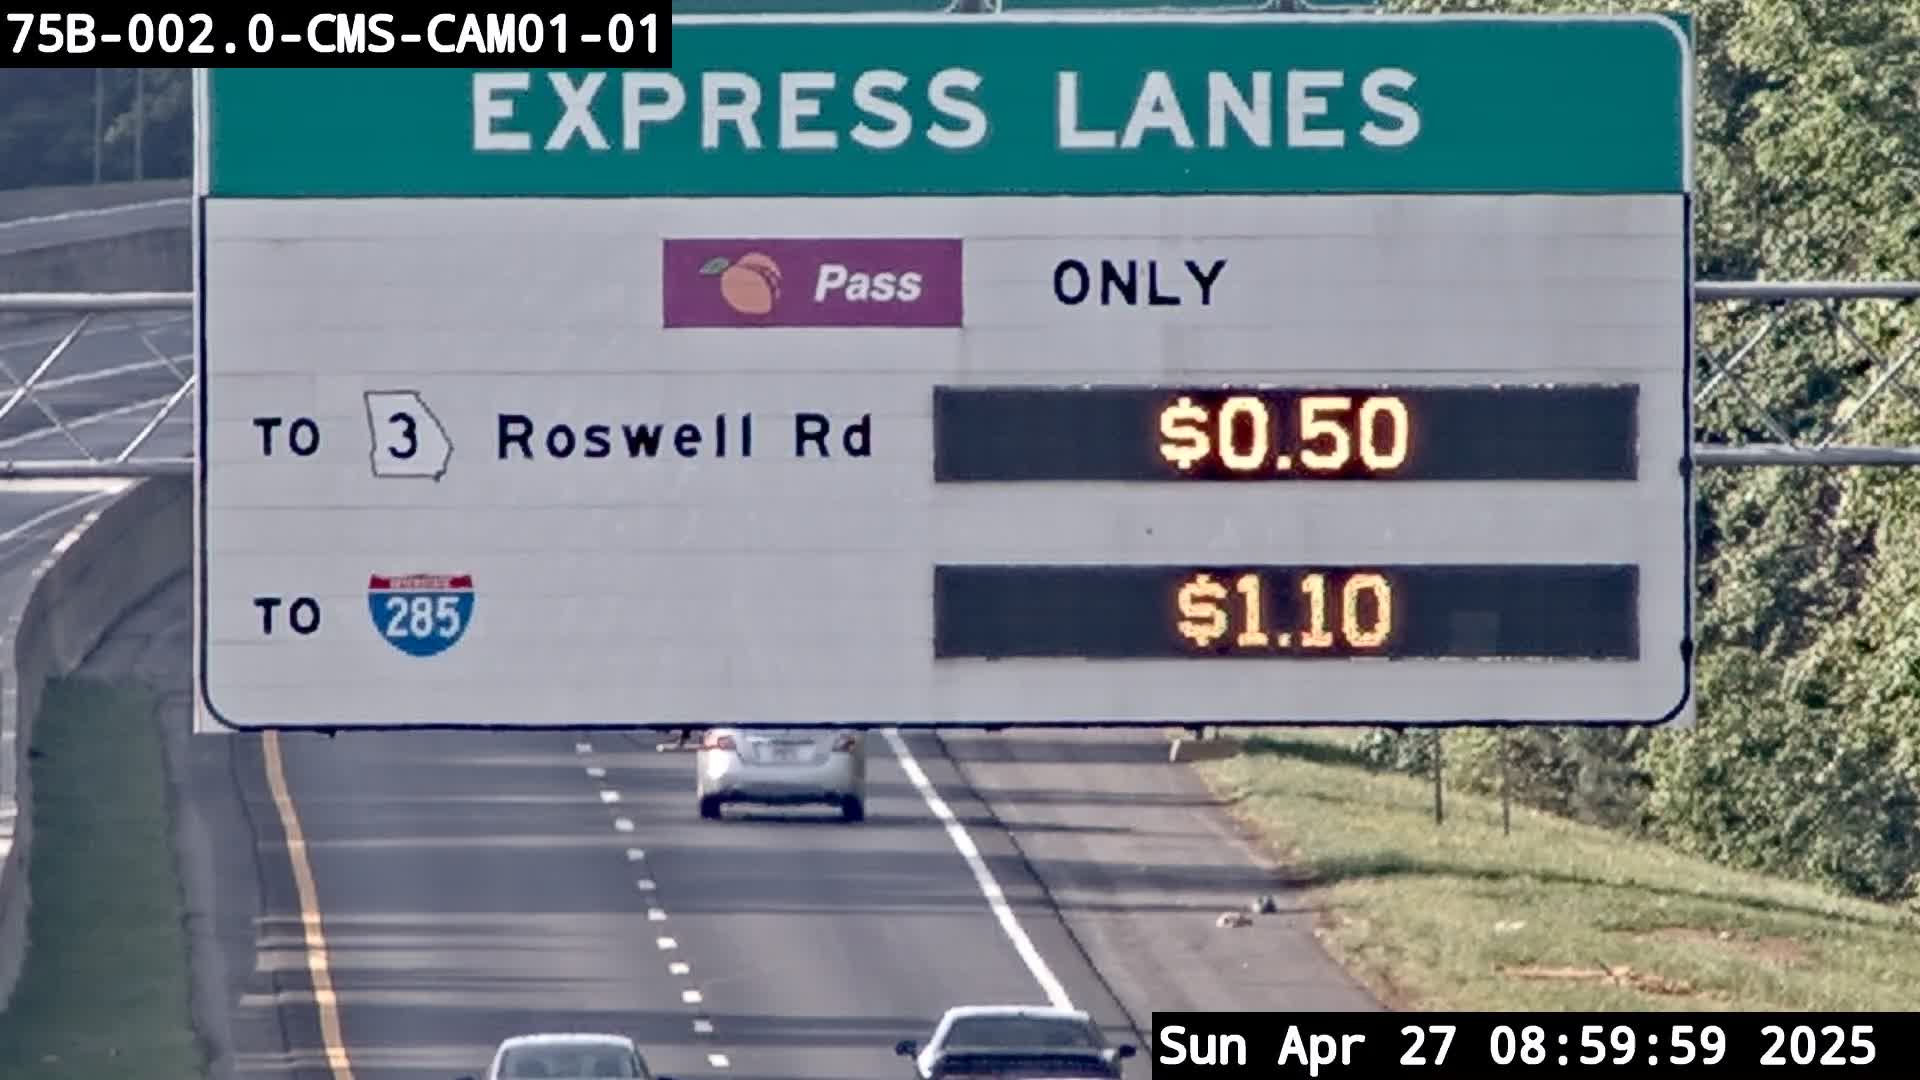 75B-002.0-CMS-CAM01-01
EXPRESS LANES
Pass ONLY
TO 3 Roswell Rd $0.50
INTERSTATE
TO 285 $1.10
Sun Apr 27 08:59:59 2025